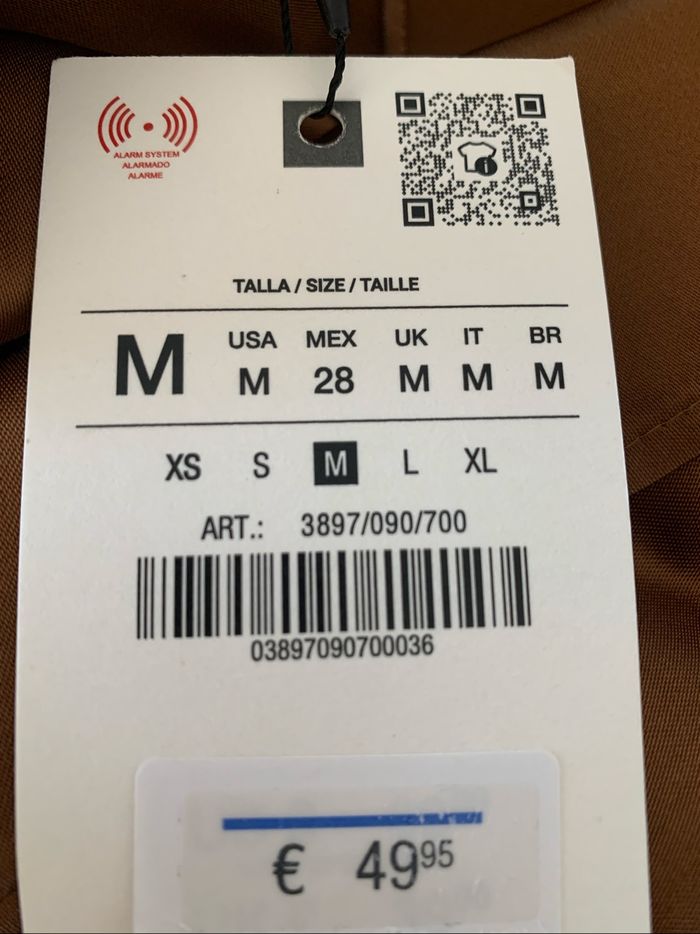 ALARM SYSTEM
ALARMADO
ALARME
TALLA / SIZE / TAILLE
M USA MEX UK IT BR
M 28 M M M
XS S M L XL
ART.: 3897/090/700
03897090700036
€ 4995